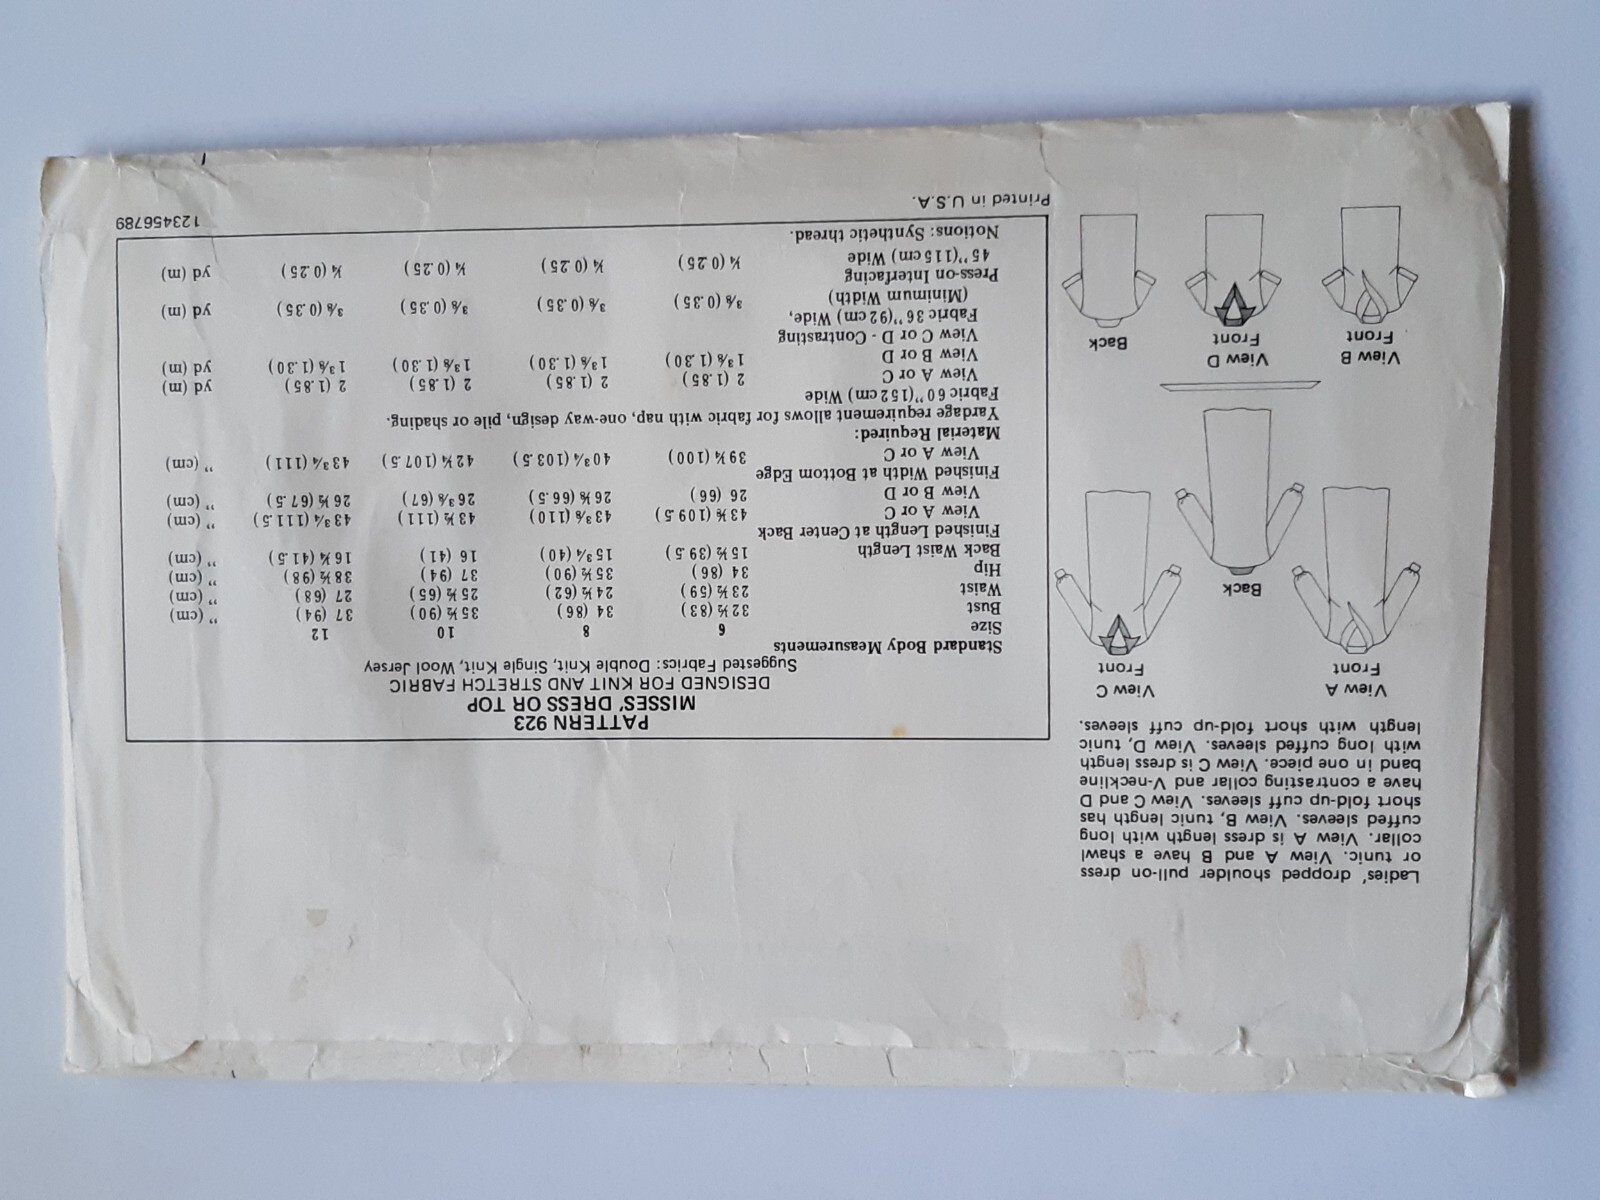 Ladies' dropped shoulder pull-on dress
or tunic. View A and B have a shawl
collar. View A is dress length with long
cuffed sleeves. View B, tunic length has
short fold-up cuff sleeves. View C and D
have a contrasting collar and V-neckline
band in one piece. View C is dress length
with long cuffed sleeves. View D, tunic
length with short fold-up cuff sleeves.
View A
Front
View C
Front
Back
View B
Front
View D
Front
Back
PATTERN 923
MISSES' DRESS OR TOP
DESIGNED FOR KNIT AND STRETCH FABRIC
Suggested Fabrics: Double Knit, Single Knit, Wool Jersey
Standard Body Measurements
Size 6 8 10 12
Bust 32½ (83) 34 (86) 35½ (90) 37 (94) " (cm)
Waist 23½ (59) 24½ (62) 25½ (65) 27 (68) " (cm)
Hip 34 (86) 35½ (90) 37 (94) 38½ (98) " (cm)
Back Waist Length 15½ (39.5) 15¾ (40) 16 (41) 16¼ (41.5) " (cm)
Finished Length at Center Back
View A or C 43⅛ (109.5) 43⅜ (110) 43½ (111) 43¾ (111.5) " (cm)
View B or D 26 (66) 26⅛ (66.5) 26⅜ (67) 26½ (67.5) " (cm)
Finished Width at Bottom Edge
View A or C 39¼ (100) 40¾ (103.5) 42¼ (107.5) 43¾ (111) " (cm)
Material Required:
Yardage requirement allows for fabric with nap, one-way design, pile or shading.
Fabric 60" (152 cm) Wide
View A or C 2 (1.85) 2 (1.85) 2 (1.85) 2 (1.85) yd (m)
View B or D 1⅜ (1.30) 1⅜ (1.30) 1⅜ (1.30) 1⅜ (1.30) yd (m)
View C or D - Contrasting
Fabric 36" (92 cm) Wide,
(Minimum Width) ⅜ (0.35) ⅜ (0.35) ⅜ (0.35) ⅜ (0.35) yd (m)
Press-on Interfacing
45" (115 cm) Wide ¼ (0.25) ¼ (0.25) ¼ (0.25) ¼ (0.25) yd (m)
Notions: Synthetic thread.
Printed in U.S.A.
123456789